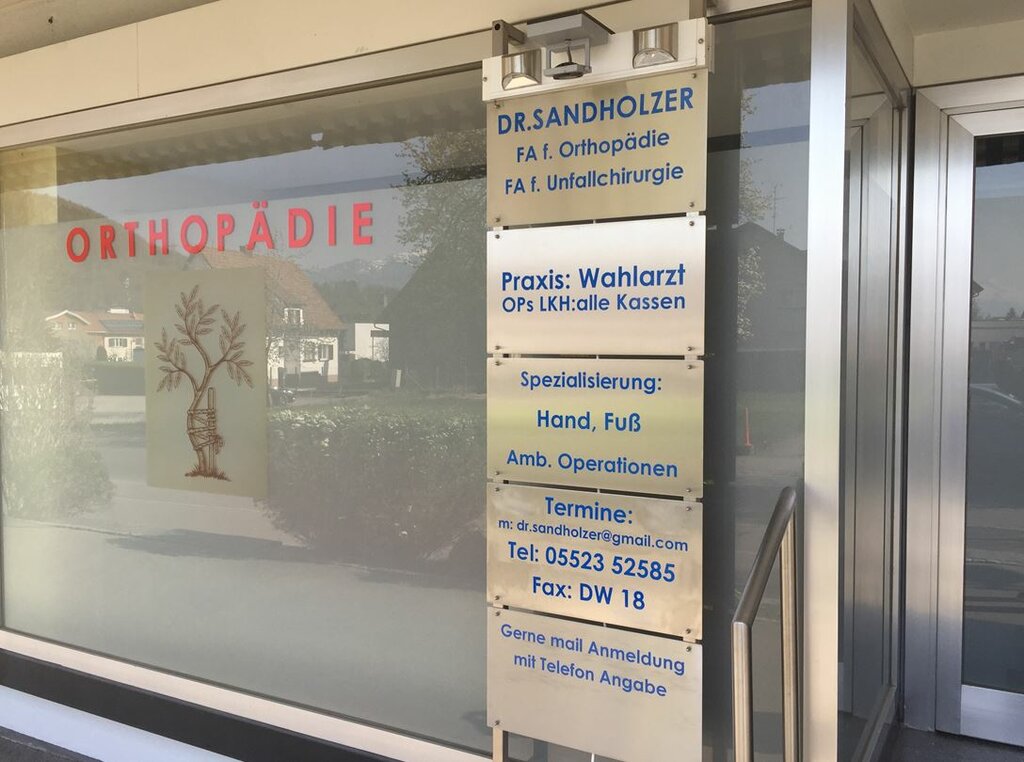 ORTHOPÄDIE
DR.SANDHOLZER
FA f. Orthopädie
FA f. Unfallchirurgie
Praxis: Wahlarzt
OPs LKH:alle Kassen
Spezialisierung:
Hand, Fuß
Amb. Operationen
Termine:
m: dr.sandholzer@gmail.com
Tel: 05523 52585
Fax: DW 18
Gerne mail Anmeldung
mit Telefon Angabe